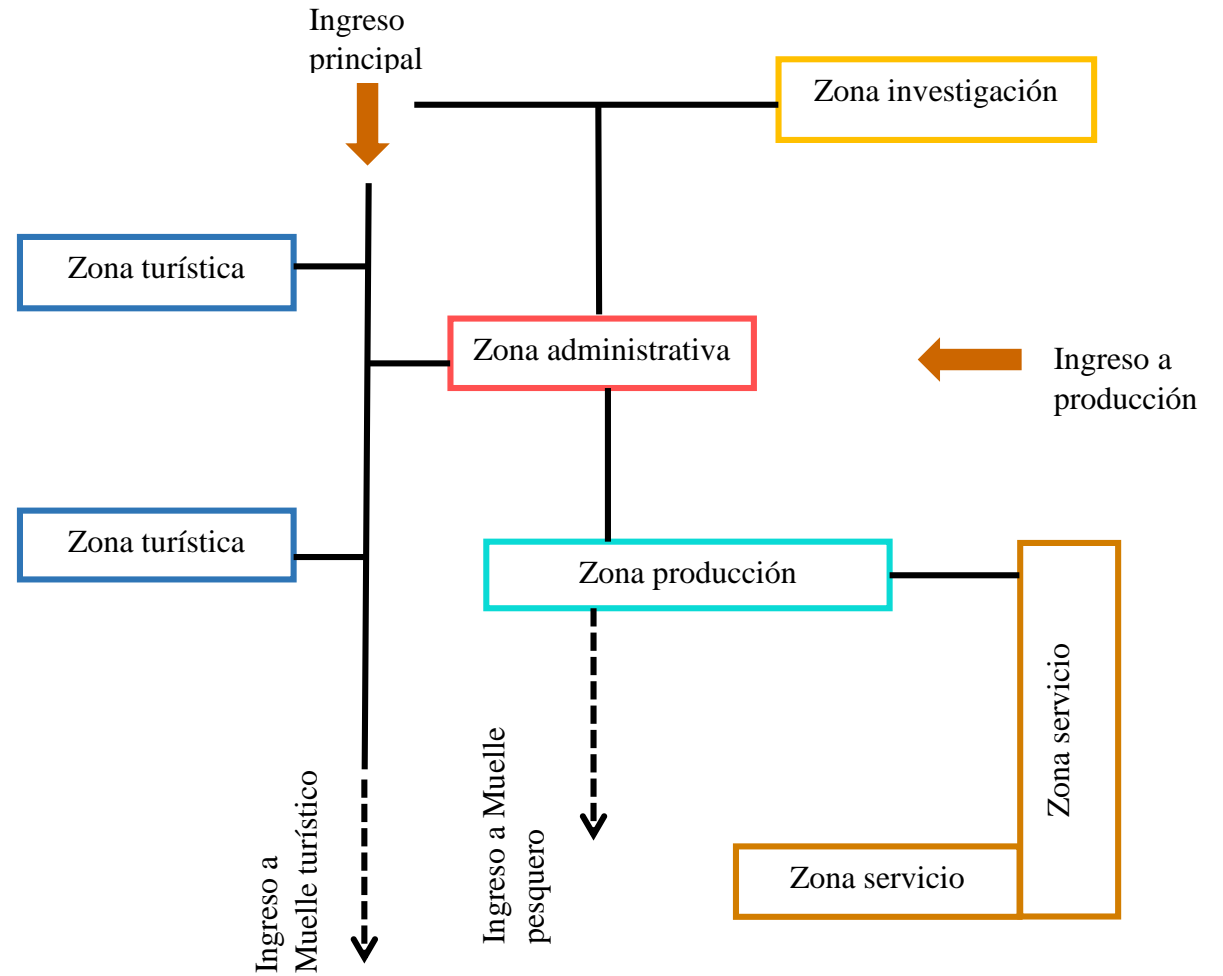 Ingreso
principal
Zona investigación
Zona turística
Zona administrativa
Ingreso a
producción
Zona turística
Zona producción
Zona servicio
Ingreso a
Muelle turístico
Ingreso a Muelle
pesquero
Zona servicio